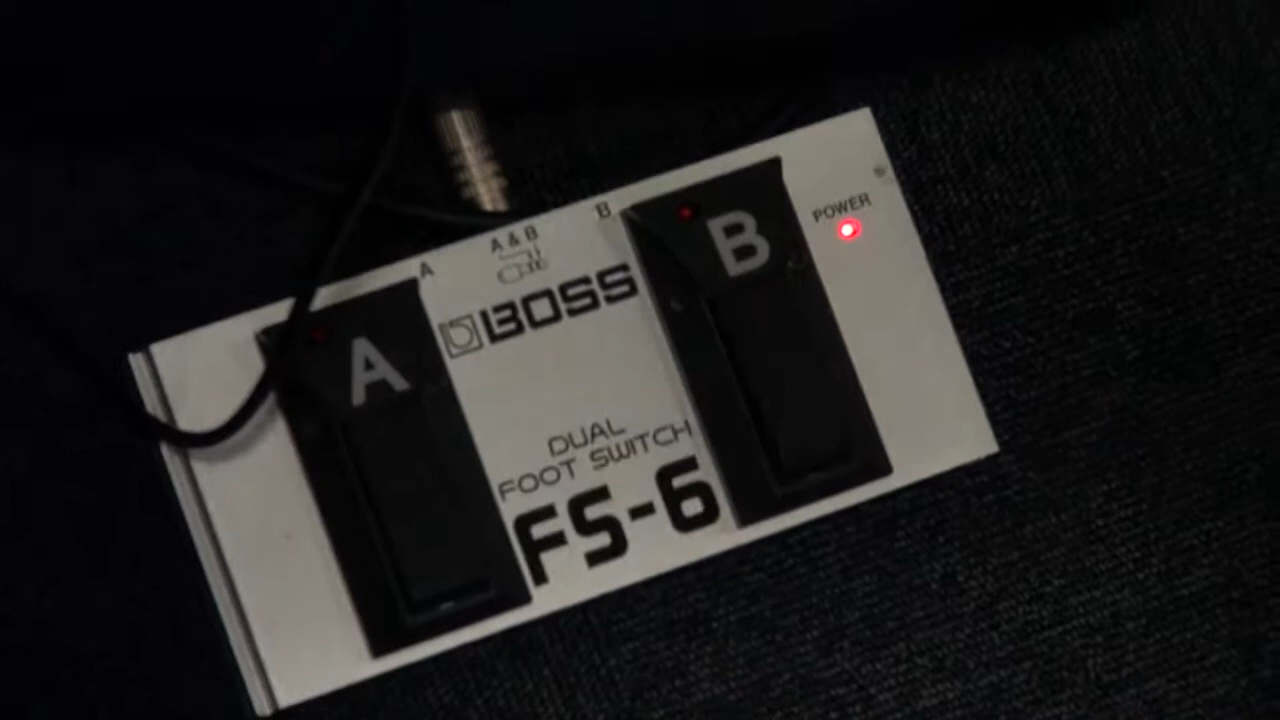 A
A & B
B
POWER
A
BOSS
B
DUAL
FOOT SWITCH
FS-6